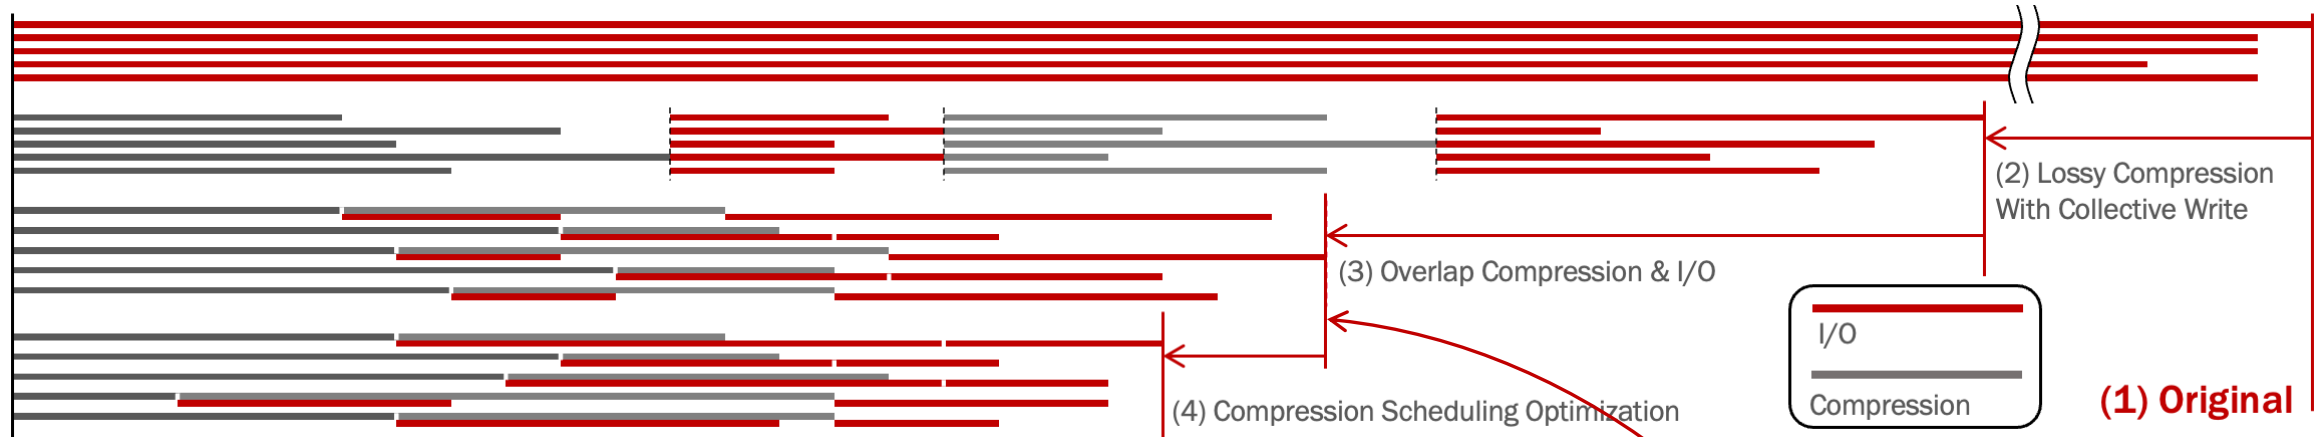 (2) Lossy Compression
With Collective Write
(3) Overlap Compression & I/O
I/O
Compression
(1) Original
(4) Compression Scheduling Optimization